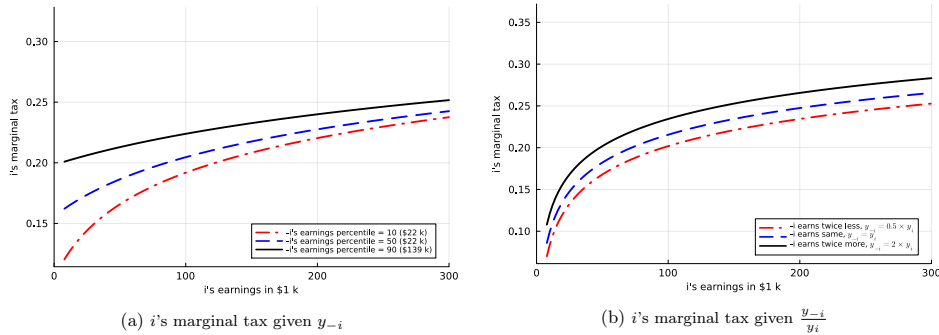 0.30
0.25
0.20
0.15
i's marginal tax
0
100
200
300
i's earnings in $1 k
-i's earnings percentile = 10 ($22 k)
-i's earnings percentile = 50 ($22 k)
-i's earnings percentile = 90 ($139 k)
(a) i's marginal tax given y₋ᵢ
0.35
0.30
0.25
0.20
0.15
0.10
i's marginal tax
0
100
200
300
i's earnings in $1 k
-i earns twice less, y₋ᵢ = 0.5 × yᵢ
-i earns same, y₋ᵢ = yᵢ
-i earns twice more, y₋ᵢ = 2 × yᵢ
(b) i's marginal tax given y₋ᵢ/yᵢ